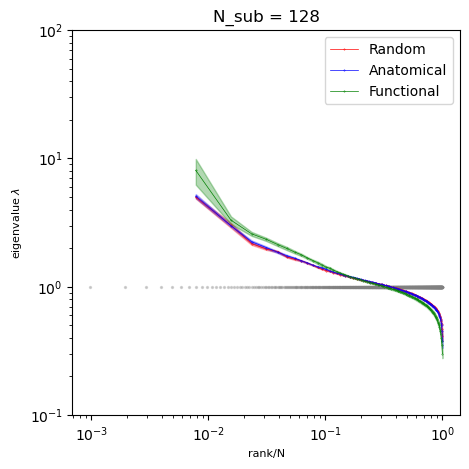 N_sub = 128
10²
10¹
10⁰
10⁻¹
eigenvalue λ
Random
Anatomical
Functional
10⁻³
10⁻²
10⁻¹
10⁰
rank/N